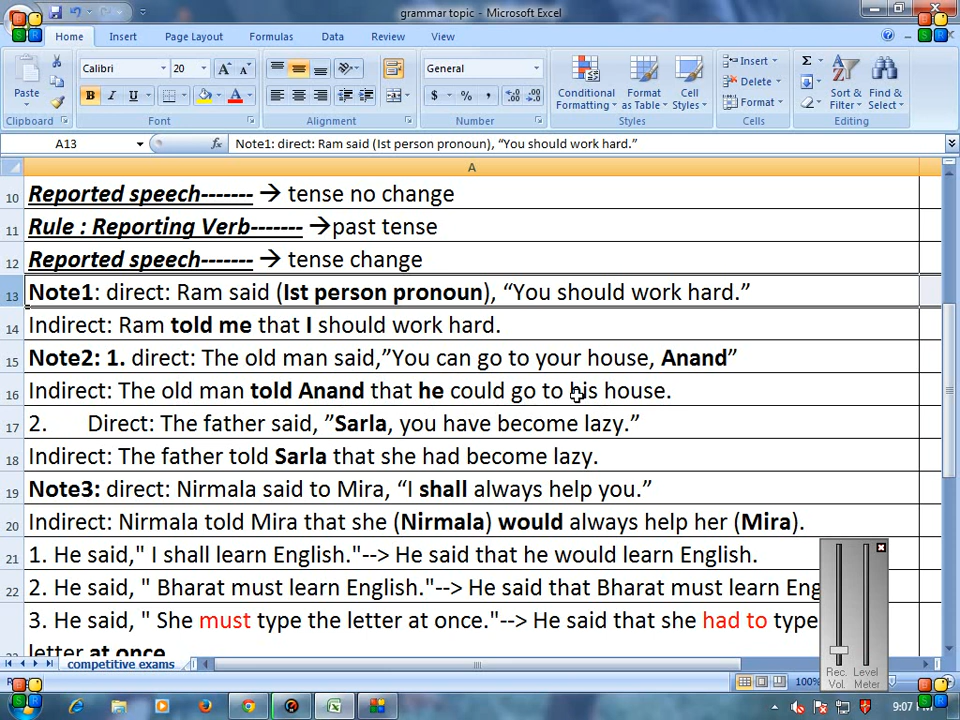 grammar topic - Microsoft Excel
Home Insert Page Layout Formulas Data Review View
Calibri 20 A A General Insert Σ
Paste B I U A $ % , Conditional Format Cell Delete Sort & Find &
Formatting as Table Styles Format Filter Select
Clipboard Font Alignment Number Styles Cells Editing
A13 fx Note1: direct: Ram said (Ist person pronoun), “You should work hard.”
A
10 Reported speech------- → tense no change
11 Rule : Reporting Verb------- →past tense
12 Reported speech------- → tense change
13 Note1: direct: Ram said (Ist person pronoun), “You should work hard.”
14 Indirect: Ram told me that I should work hard.
15 Note2: 1. direct: The old man said,”You can go to your house, Anand”
16 Indirect: The old man told Anand that he could go to his house.
17 2. Direct: The father said, ”Sarla, you have become lazy.”
18 Indirect: The father told Sarla that she had become lazy.
19 Note3: direct: Nirmala said to Mira, “I shall always help you.”
20 Indirect: Nirmala told Mira that she (Nirmala) would always help her (Mira).
21 1. He said," I shall learn English."--> He said that he would learn English.
22 2. He said, " Bharat must learn English."--> He said that Bharat must learn Eng
3. He said, " She must type the letter at once."--> He said that she had to type
letter at once
competitive exams
100%
Rec. Level
Vol. Meter
9:07